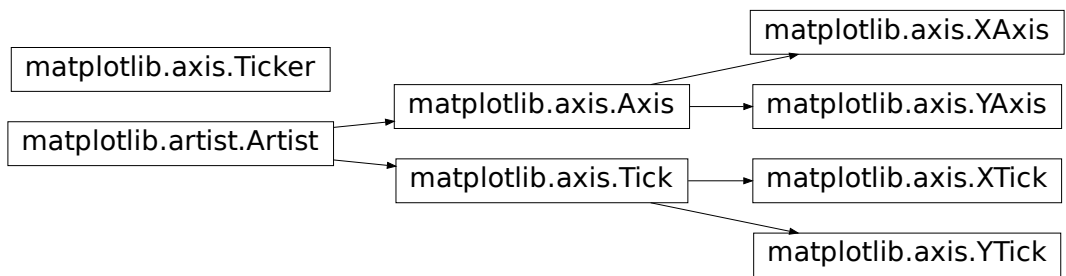 matplotlib.axis.Ticker
matplotlib.artist.Artist
matplotlib.axis.Axis
matplotlib.axis.Tick
matplotlib.axis.XAxis
matplotlib.axis.YAxis
matplotlib.axis.XTick
matplotlib.axis.YTick